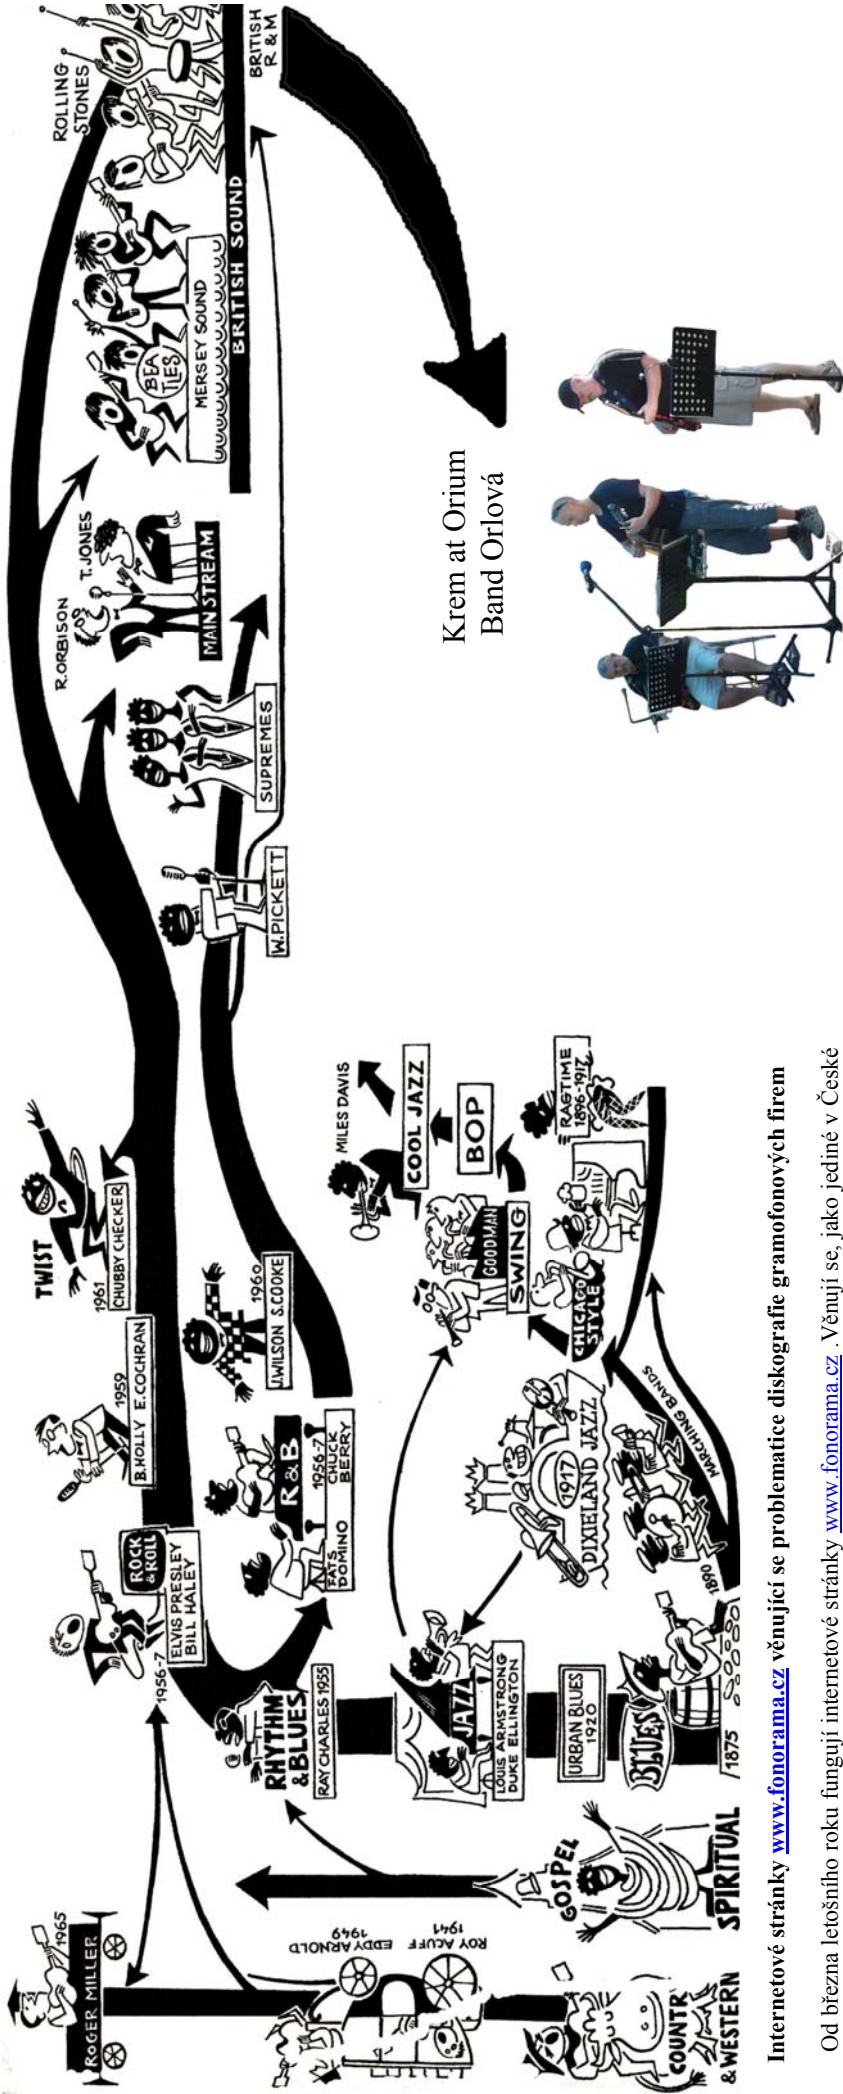 ROLLING
STONES
BRITISH
R & M
BEA
TLES
MERSEY SOUND
BRITISH SOUND
R.ORBISON
T.JONES
MAIN STREAM
SUPREMES
W.PICKETT
TWIST
1961
CHUBBY CHECKER
1959
B.HOLLY E.COCHRAN
1960
J.WILSON S.COOKE
ROCK
& ROLL
ELVIS PRESLEY
BILL HALEY
1956-7
R & B
1956-7
FATS
DOMINO
CHUCK
BERRY
RHYTHM
& BLUES
RAY CHARLES 1955
MILES DAVIS
COOL JAZZ
BOP
GOODMAN
SWING
CHICAGO
STYLE
RAGTIME
1896-1917
1917
DIXIELAND JAZZ
MARCHING BANDS
1890
JAZZ
LOUIS ARMSTRONG
DUKE ELLINGTON
URBAN BLUES
1920
BLUES
1875
GOSPEL
SPIRITUAL
1965
ROGER MILLER
EDDY ARNOLD
1949
ROY ACUFF
1941
COUNTRY
& WESTERN
Krem at Orium
Band Orlová
Internetové stránky www.fonorama.cz věnující se problematice diskografie gramofonových firem
Od března letošního roku fungují internetové stránky www.fonorama.cz . Věnují se, jako jediné v České